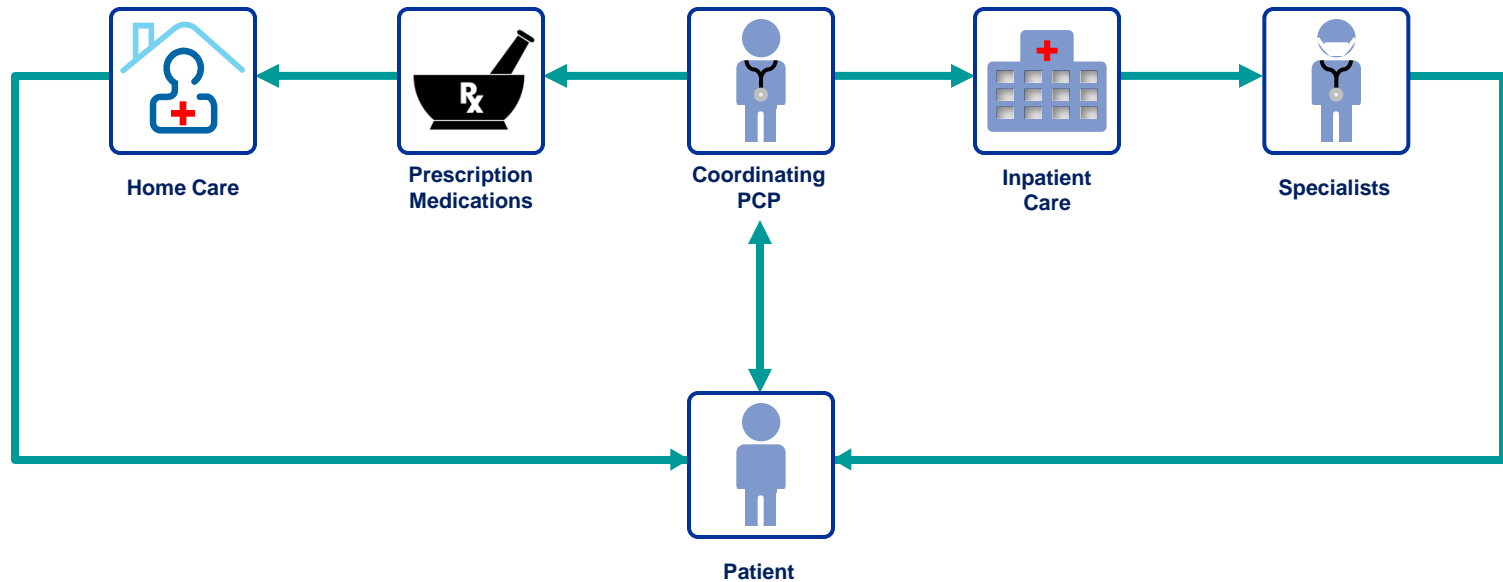 Rx
Home Care
Prescription
Medications
Coordinating
PCP
Inpatient
Care
Specialists
Patient